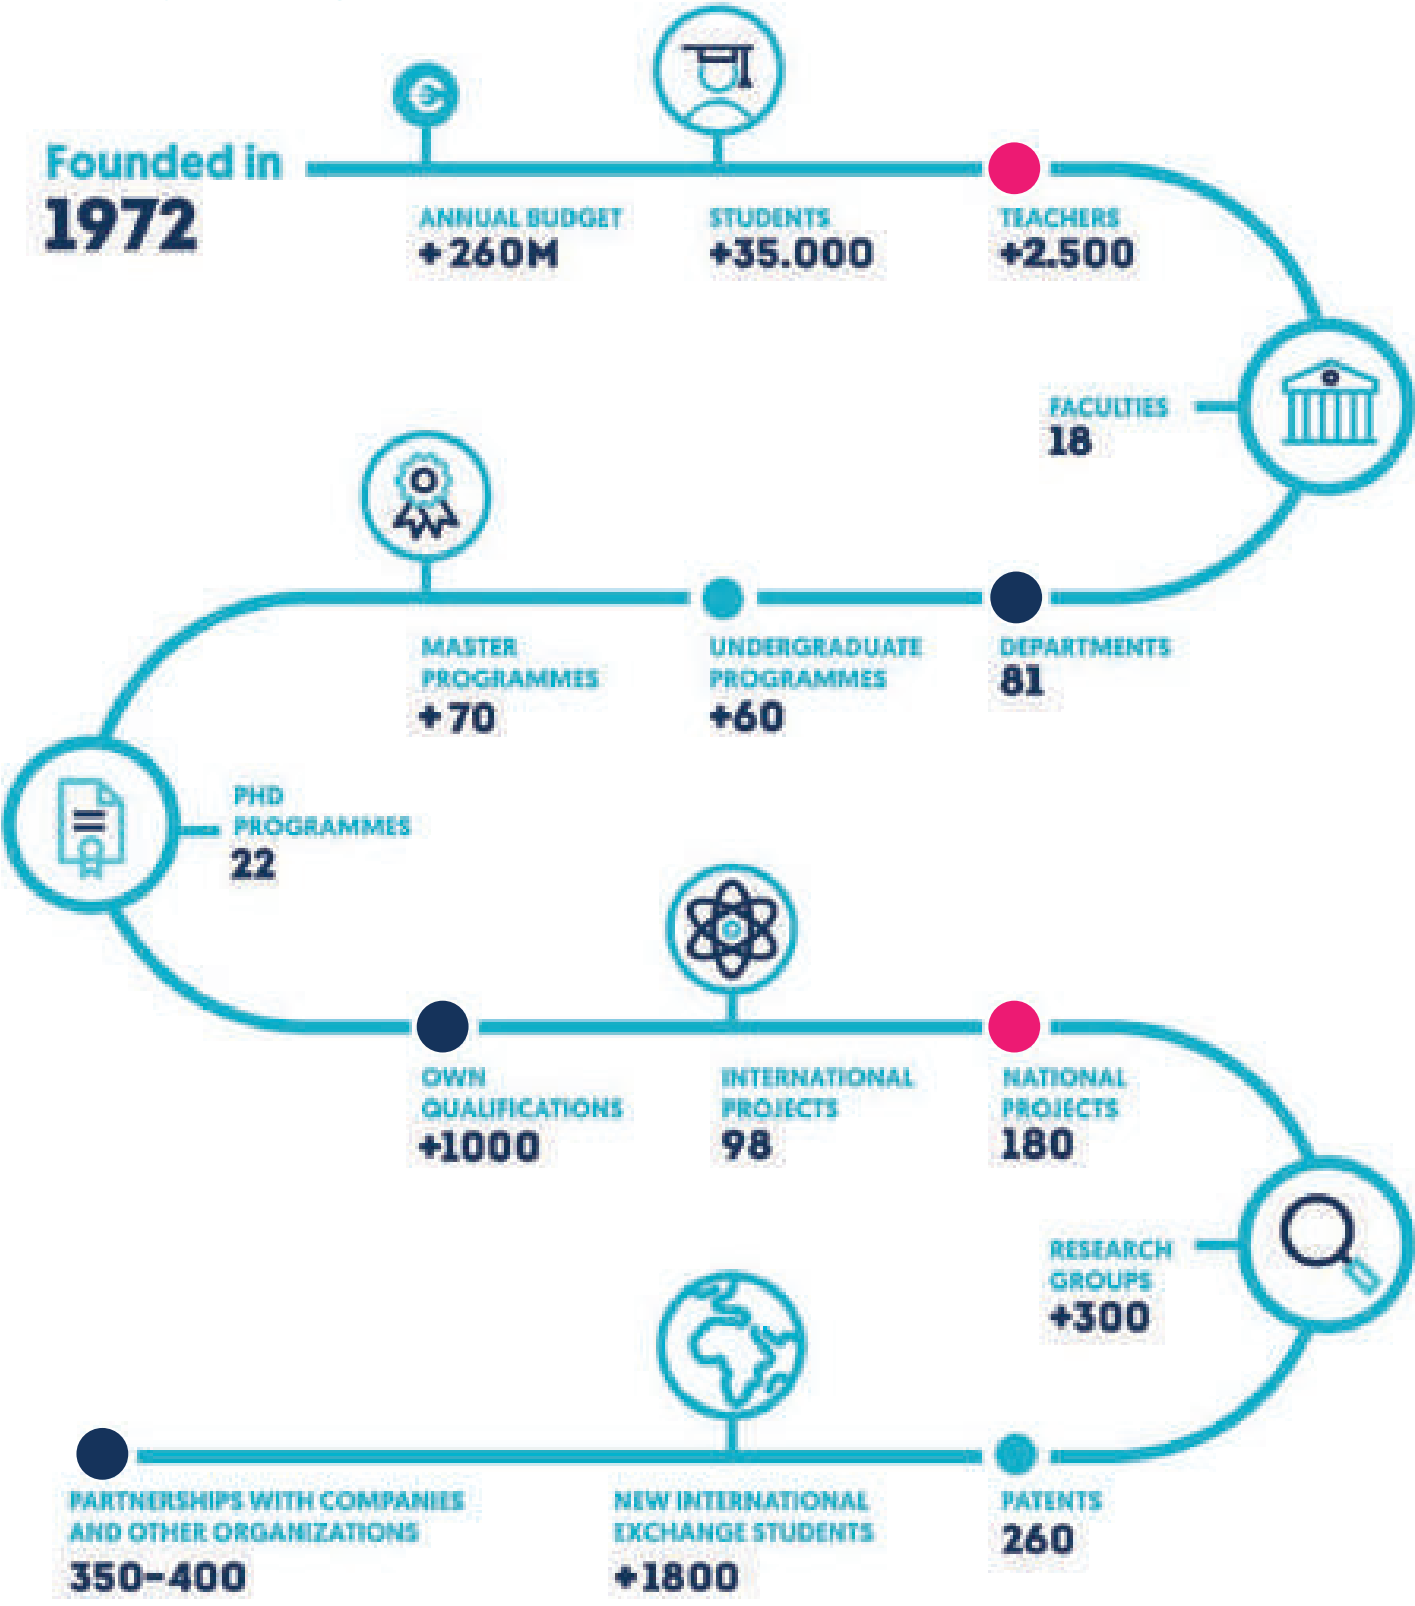 Founded in
1972
ANNUAL BUDGET
+260M
STUDENTS
+35.000
TEACHERS
+2.500
FACULTIES
18
DEPARTMENTS
81
UNDERGRADUATE
PROGRAMMES
+60
MASTER
PROGRAMMES
+70
PHD
PROGRAMMES
22
OWN
QUALIFICATIONS
+1000
INTERNATIONAL
PROJECTS
98
NATIONAL
PROJECTS
180
RESEARCH
GROUPS
+300
PATENTS
260
NEW INTERNATIONAL
EXCHANGE STUDENTS
+1800
PARTNERSHIPS WITH COMPANIES
AND OTHER ORGANIZATIONS
350-400